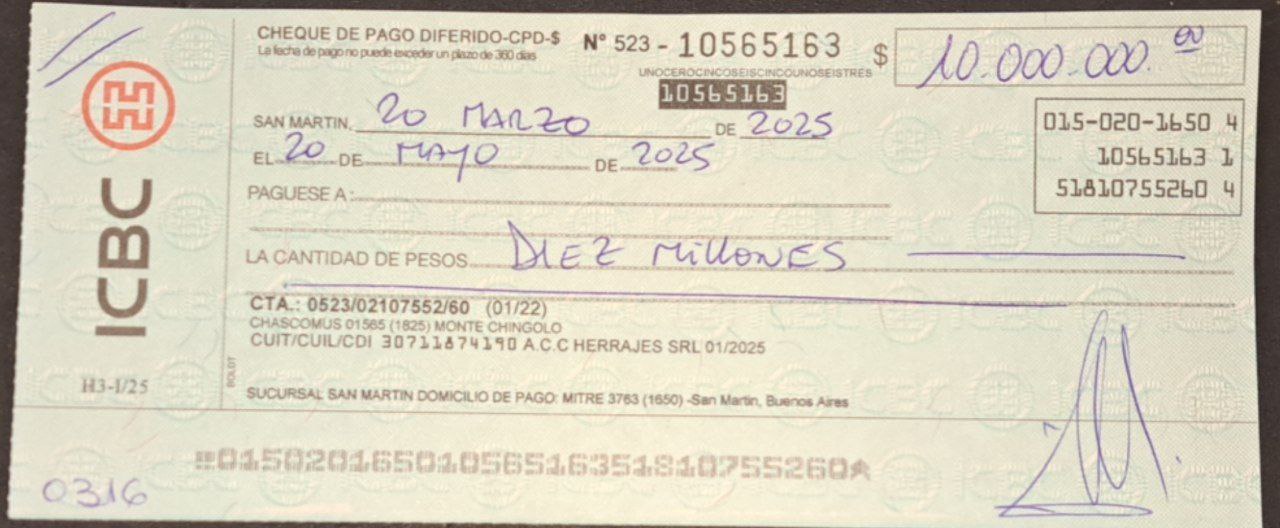 CHEQUE DE PAGO DIFERIDO-CPD-$ Nº 523 - 10565163 $ 10.000.000.00
La fecha de pago no puede exceder un plazo de 360 días
UNOCEROCINCOSEISCINCOUNOSEISTRES
10565163
SAN MARTIN, 20 MARZO DE 2025
EL 20 DE MAYO DE 2025
015-020-1650 4
10565163 1
51810755260 4
PAGUESE A :
LA CANTIDAD DE PESOS DIEZ MILLONES
CTA.: 0523/02107552/60 (01/22)
CHASCOMUS 01565 (1825) MONTE CHINGOLO
CUIT/CUIL/CDI 30711874190 A.C.C HERRAJES SRL 01/2025
SUCURSAL SAN MARTIN DOMICILIO DE PAGO: MITRE 3763 (1650) -San Martin, Buenos Aires
ICBC
H3-I/25
BOLDT
01502016501056516351810755260
0316